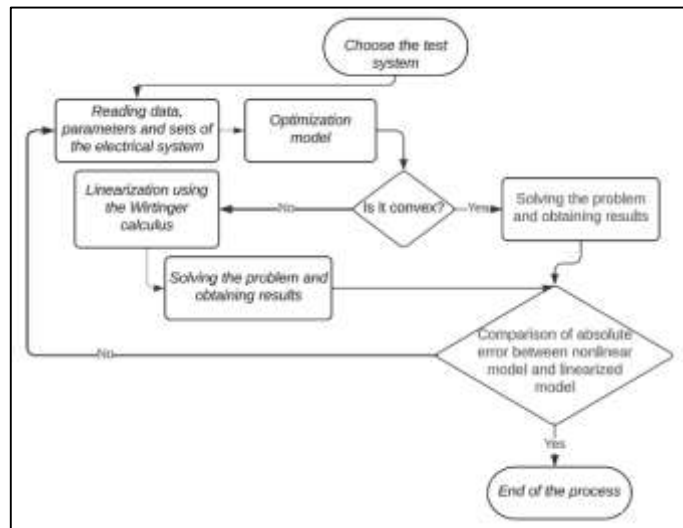 Choose the test
system
Reading data,
parameters and sets of
the electrical system
Optimization
model
Linearization using
the Wirtinger
calculus
No
Is it convex?
Yes
Solving the problem
and obtaining results
Solving the problem and
obtaining results
Comparison of absolute
error between nonlinear
model and linearized
model
No
Yes
End of the process